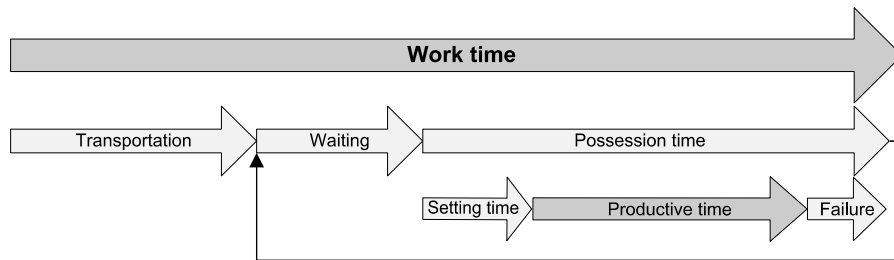 Work time
Transportation
Waiting
Possession time
Setting time
Productive time
Failure